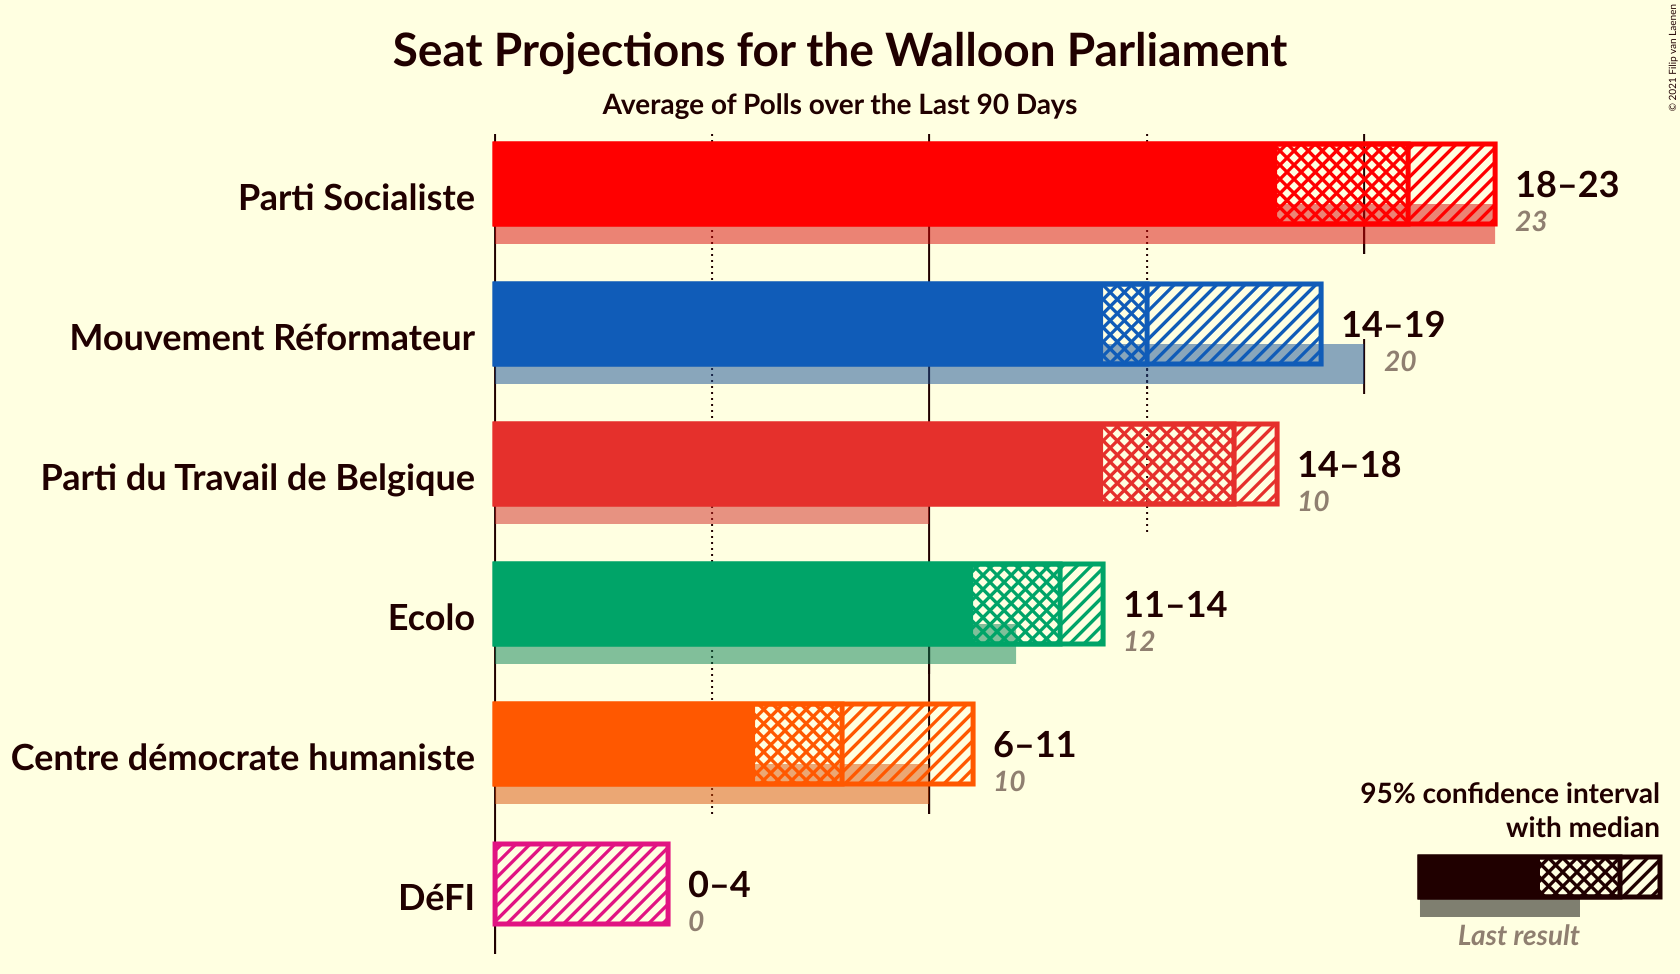 Seat Projections for the Walloon Parliament
Average of Polls over the Last 90 Days
© 2021 Filip van Laenen
Parti Socialiste
18–23
23
Mouvement Réformateur
14–19
20
Parti du Travail de Belgique
14–18
10
Ecolo
11–14
12
Centre démocrate humaniste
6–11
10
DéFI
0–4
0
95% confidence interval
with median
Last result